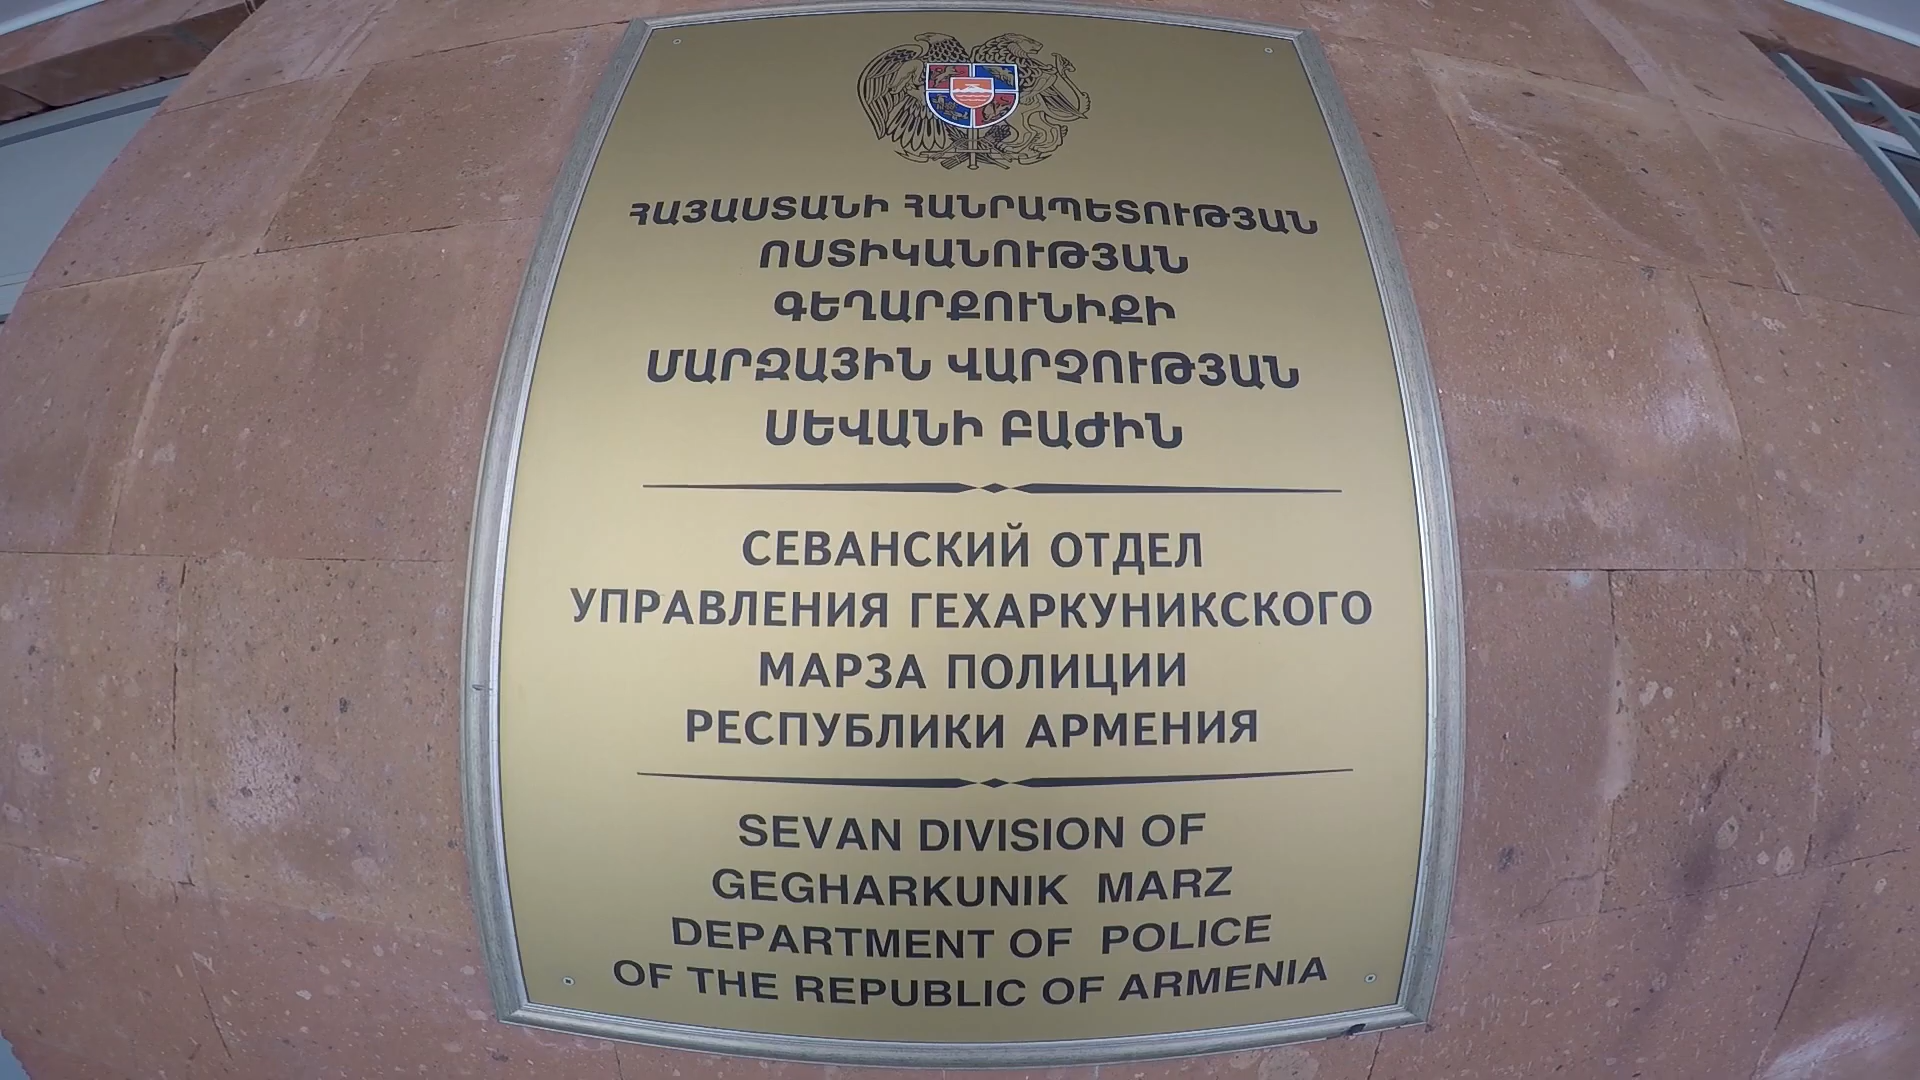 ՀԱՅԱՍՏԱՆԻ ՀԱՆՐԱՊԵՏՈՒԹՅԱՆ
ՈՍՏԻԿԱՆՈՒԹՅԱՆ
ԳԵՂԱՐՔՈՒՆԻՔԻ
ՄԱՐԶԱՅԻՆ ՎԱՐՉՈՒԹՅԱՆ
ՍԵՎԱՆԻ ԲԱԺԻՆ
СЕВАНСКИЙ ОТДЕЛ
УПРАВЛЕНИЯ ГЕХАРКУНИКСКОГО
МАРЗА ПОЛИЦИИ
РЕСПУБЛИКИ АРМЕНИЯ
SEVAN DIVISION OF
GEGHARKUNIK MARZ
DEPARTMENT OF POLICE
OF THE REPUBLIC OF ARMENIA